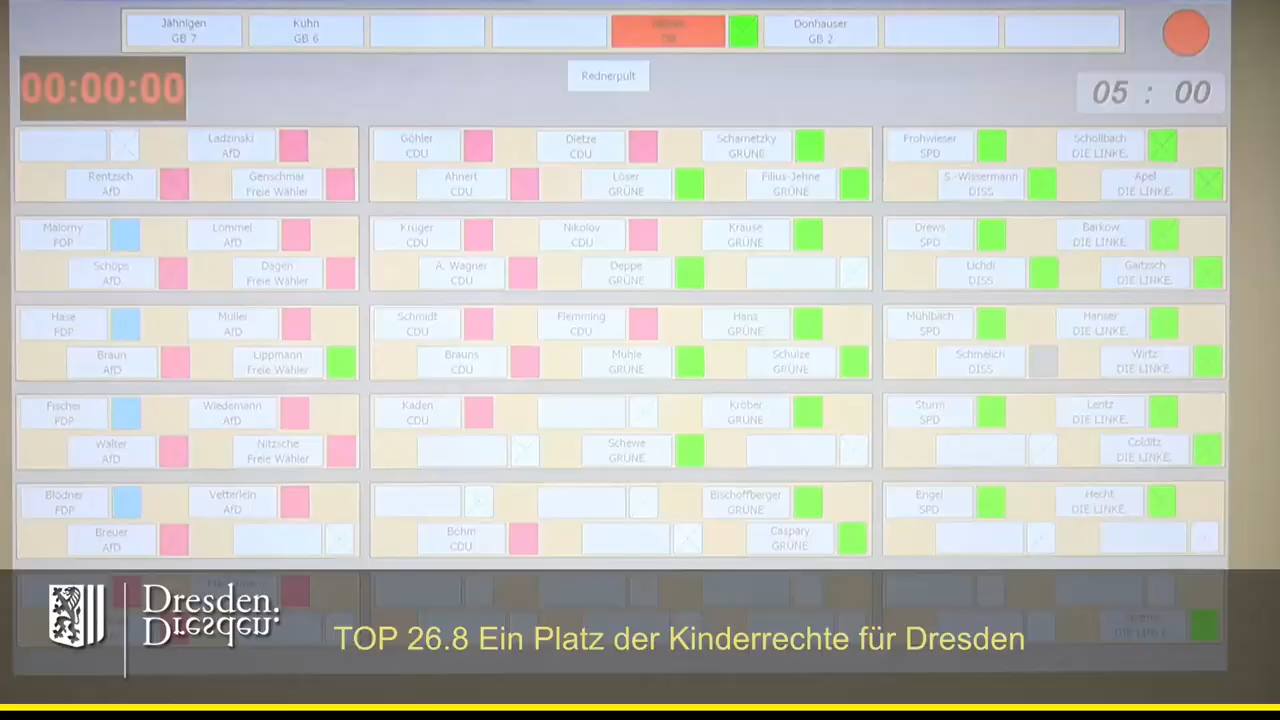 Jähnigen
GB 7
Kuhn
GB 6
Donhauser
GB 2
00:00:00
Rednerpult
05 : 00
Ladzinski
AfD
Göhler
CDU
Dietze
CDU
Scharnetzky
GRÜNE
Frohwieser
SPD
Schollbach
DIE LINKE.
Rentzsch
AfD
Genschmar
Freie Wähler
Ahnert
CDU
Löser
GRÜNE
Filius-Jehne
GRÜNE
S.-Wissermann
DISS
Apel
DIE LINKE.
Malorny
FDP
Lommel
AfD
Krüger
CDU
Nikolov
CDU
Krause
GRÜNE
Drews
SPD
Barkow
DIE LINKE.
Schöps
AfD
Dagen
Freie Wähler
A. Wagner
CDU
Deppe
GRÜNE
Lichdi
DISS
Gaitzsch
DIE LINKE.
Hase
FDP
Müller
AfD
Schmidt
CDU
Flemming
CDU
Hans
GRÜNE
Mühlbach
SPD
Hanser
DIE LINKE.
Braun
AfD
Lippmann
Freie Wähler
Brauns
CDU
Mühle
GRÜNE
Schulze
GRÜNE
Schmelich
DISS
Wirtz
DIE LINKE.
Fischer
FDP
Wiedemann
AfD
Kaden
CDU
Kröber
GRÜNE
Sturm
SPD
Lentz
DIE LINKE.
Walter
AfD
Nitzsche
Freie Wähler
Schewe
GRÜNE
Colditz
DIE LINKE.
Blödner
FDP
Vetterlein
AfD
Bischoffberger
GRÜNE
Engel
SPD
Hecht
DIE LINKE.
Breuer
AfD
Böhm
CDU
Caspary
GRÜNE
DIE LINKE.
Dresden.
Dresden.
TOP 26.8 Ein Platz der Kinderrechte für Dresden